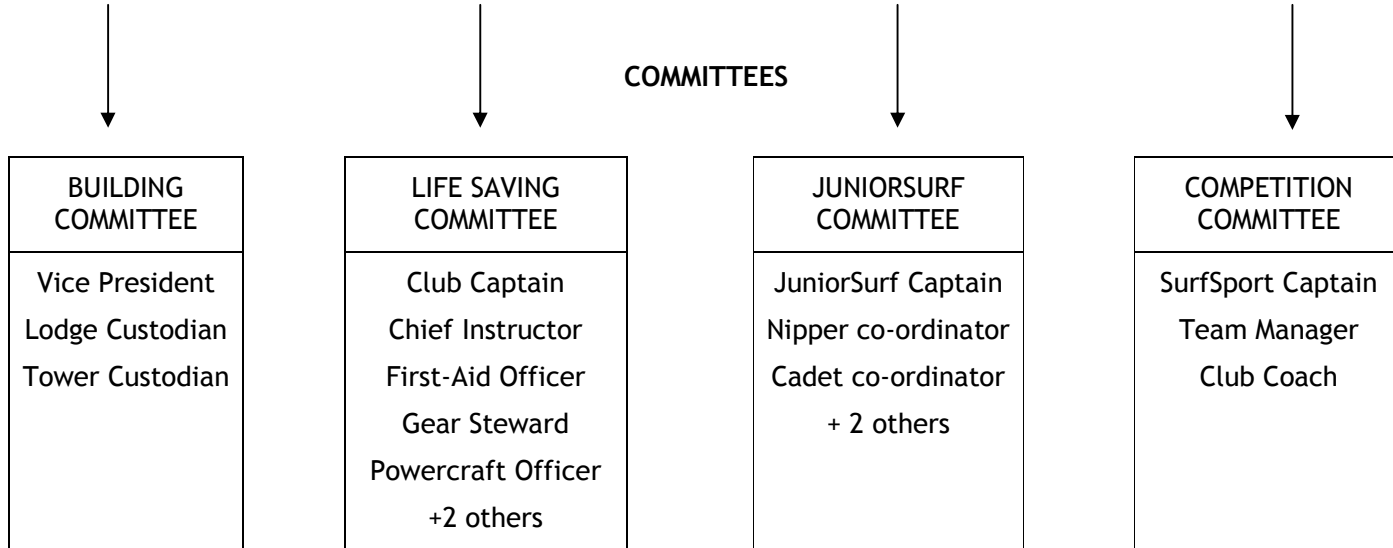 COMMITTEES
BUILDING
COMMITTEE
Vice President
Lodge Custodian
Tower Custodian
LIFE SAVING
COMMITTEE
Club Captain
Chief Instructor
First-Aid Officer
Gear Steward
Powercraft Officer
+2 others
JUNIORSURF
COMMITTEE
JuniorSurf Captain
Nipper co-ordinator
Cadet co-ordinator
+ 2 others
COMPETITION
COMMITTEE
SurfSport Captain
Team Manager
Club Coach